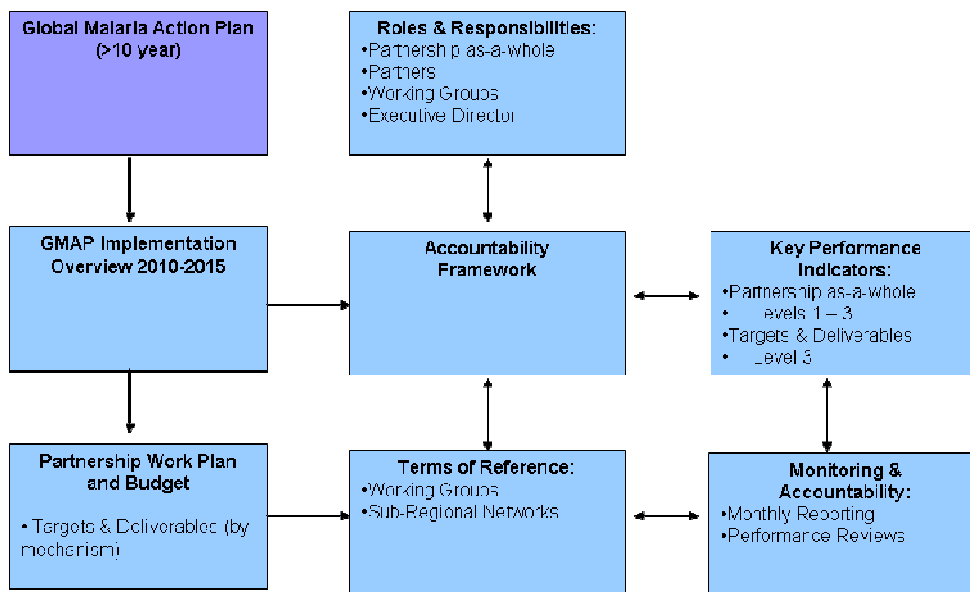 Global Malaria Action Plan
(>10 year)
Roles & Responsibilities:
•Partnership as-a-whole
•Partners
•Working Groups
•Executive Director
GMAP Implementation
Overview 2010-2015
Accountability
Framework
Key Performance
Indicators:
•Partnership as-a-whole
• Levels 1 – 3
•Targets & Deliverables
• Level 3
Partnership Work Plan
and Budget
• Targets & Deliverables (by
mechanism)
Terms of Reference:
•Working Groups
•Sub-Regional Networks
Monitoring &
Accountability:
•Monthly Reporting
•Performance Reviews